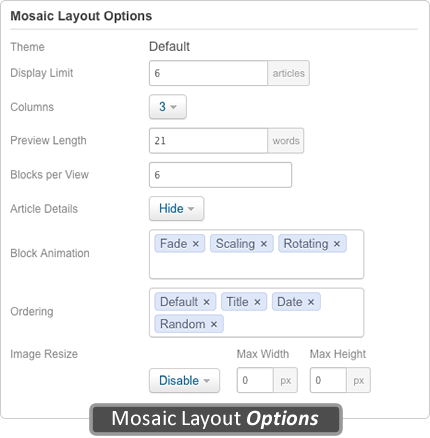 Mosaic Layout Options
Theme Default
Display Limit 6 articles
Columns 3
Preview Length 21 words
Blocks per View 6
Article Details Hide
Block Animation Fade × Scaling × Rotating ×
Ordering Default × Title × Date ×
Random ×
Image Resize Max Width Max Height
Disable 0 px 0 px
Mosaic Layout Options